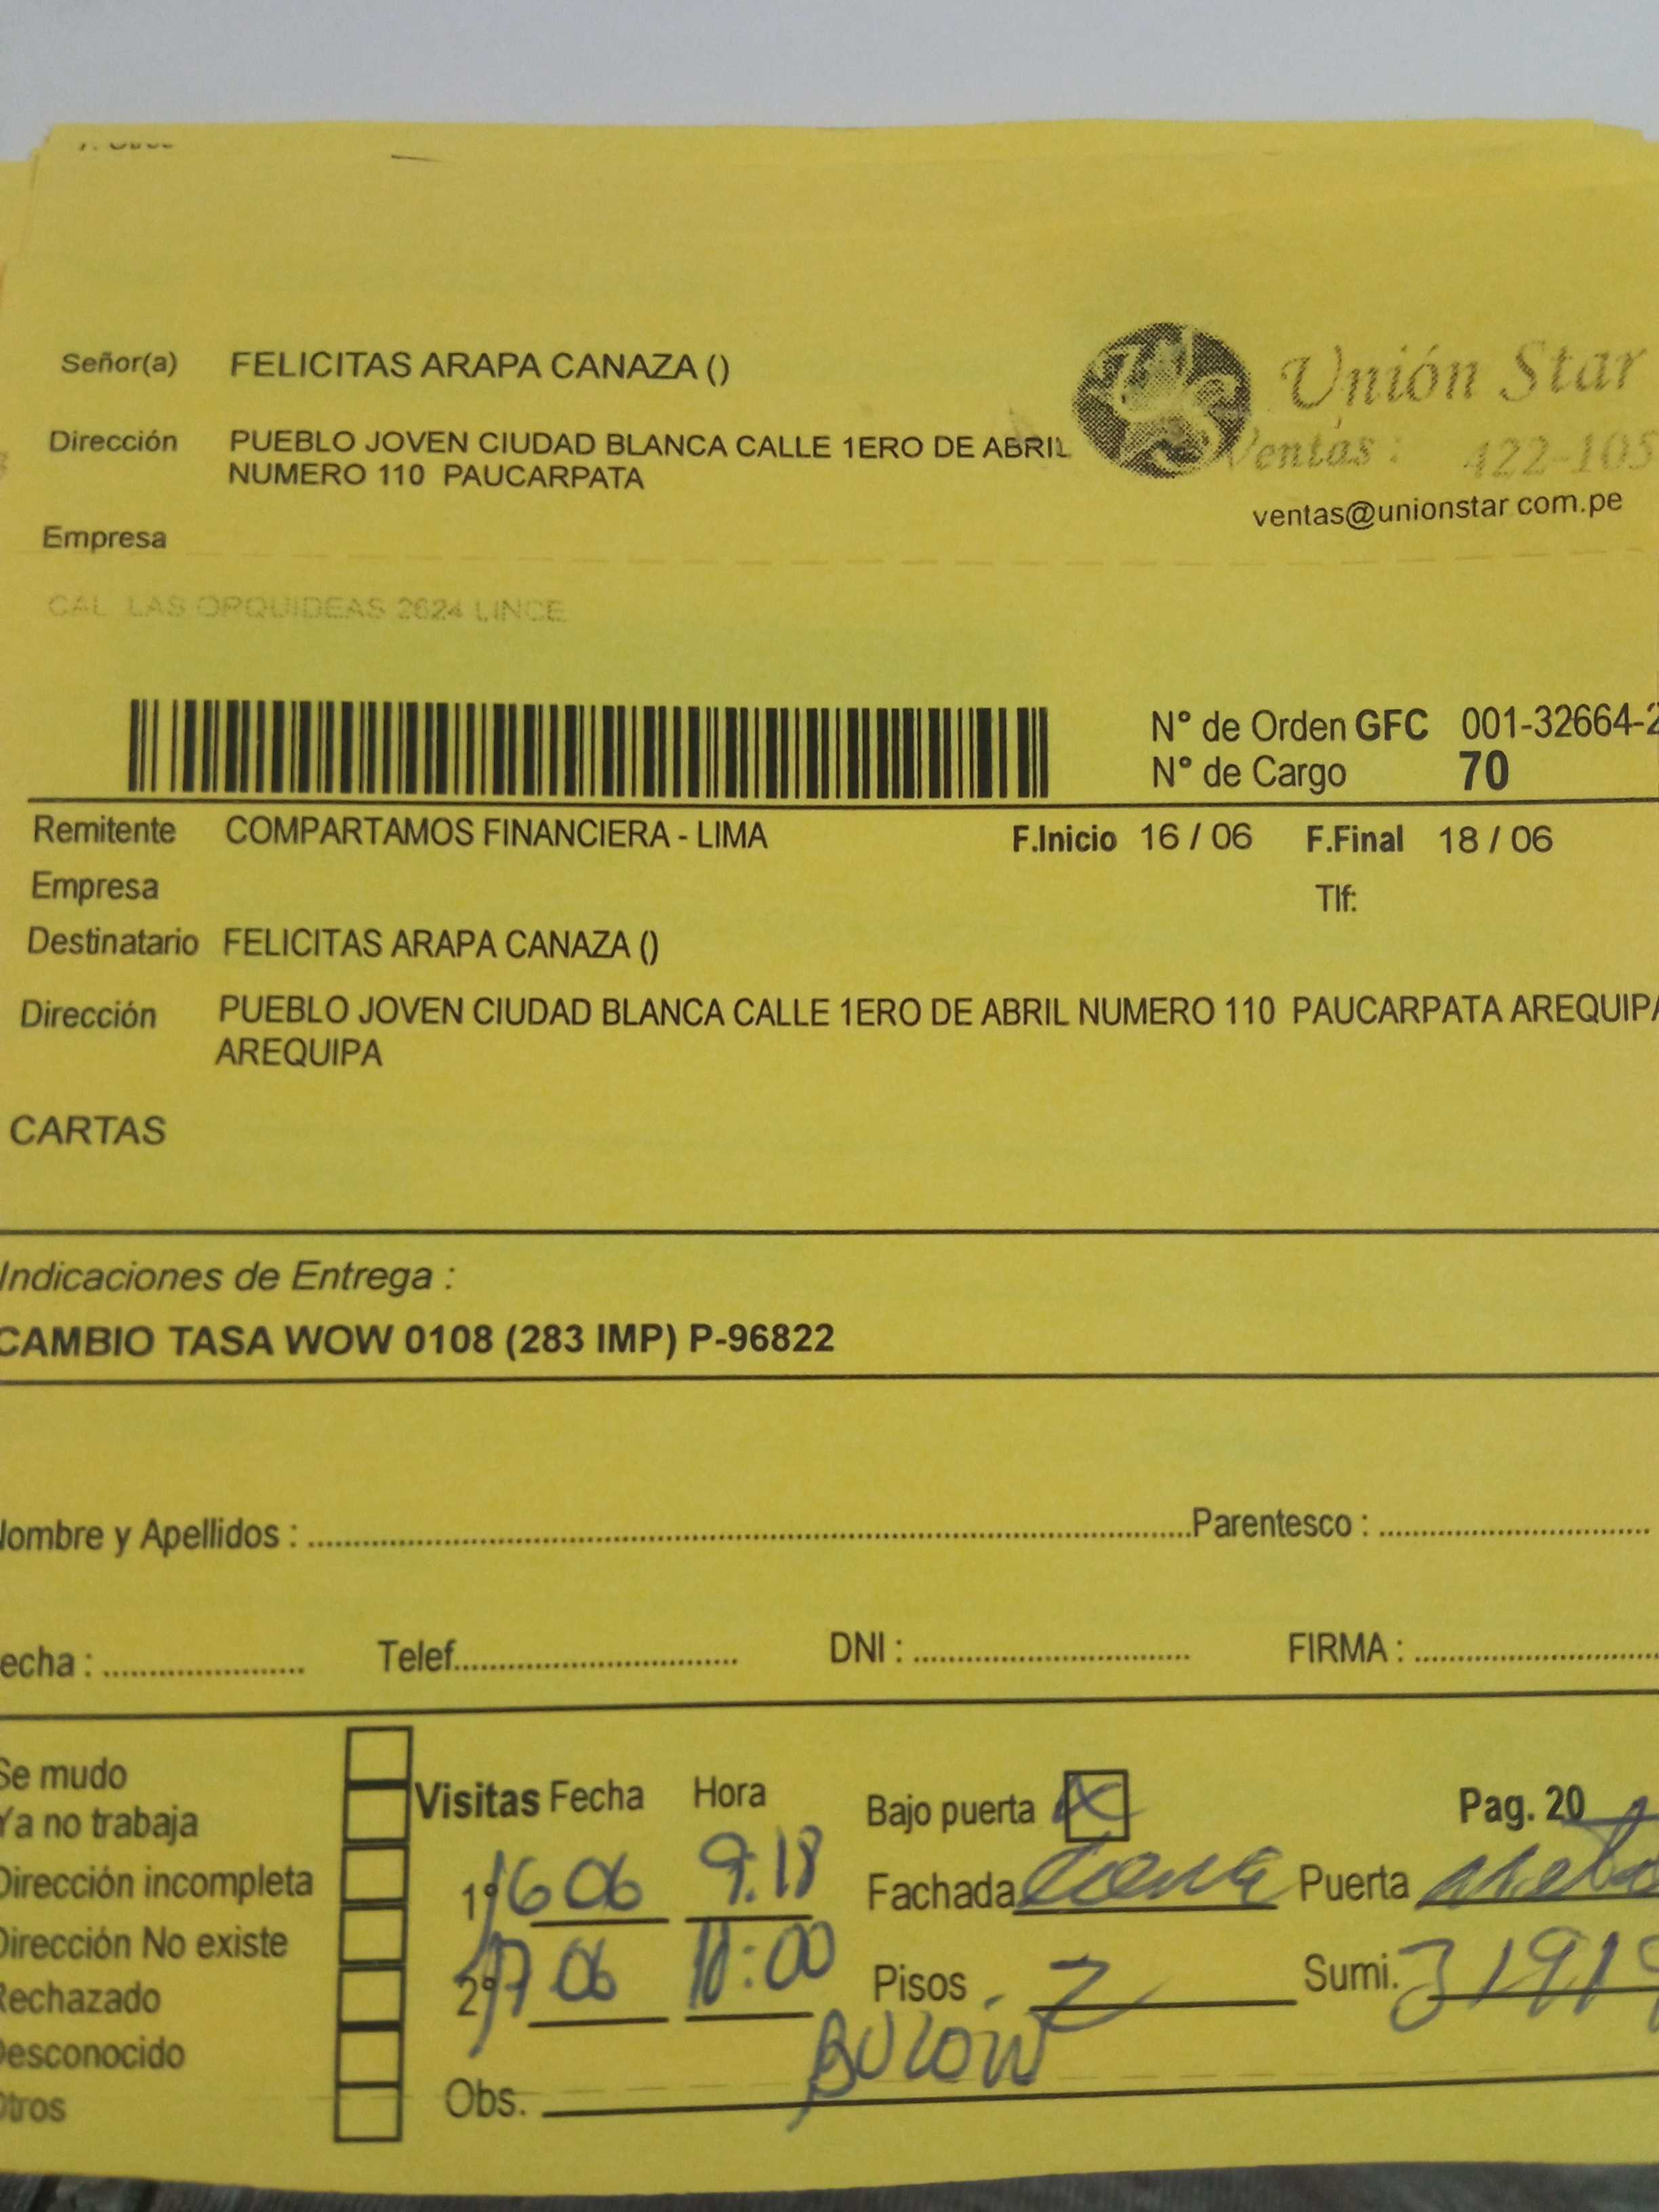 Señor(a) FELICITAS ARAPA CANAZA ()
Unión Star
Dirección PUEBLO JOVEN CIUDAD BLANCA CALLE 1ERO DE ABRIL
NUMERO 110 PAUCARPATA
Ventas: 422-105
ventas@unionstar.com.pe
Empresa
CAL LAS ORQUIDEAS 2624 LINCE
N° de Orden GFC 001-32664-2
N° de Cargo 70
Remitente COMPARTAMOS FINANCIERA - LIMA F.Inicio 16 / 06 F.Final 18 / 06
Empresa Tlf:
Destinatario FELICITAS ARAPA CANAZA ()
Dirección PUEBLO JOVEN CIUDAD BLANCA CALLE 1ERO DE ABRIL NUMERO 110 PAUCARPATA AREQUIPA
AREQUIPA
CARTAS
Indicaciones de Entrega :
CAMBIO TASA WOW 0108 (283 IMP) P-96822
Nombre y Apellidos : Parentesco :
echa : Telef. DNI : FIRMA :
Se mudo
Ya no trabaja
Dirección incompleta
Dirección No existe
Rechazado
Desconocido
Otros
Visitas Fecha Hora
1° 16 06 9:18
2° 17 06 11:00
Bajo puerta X Pag. 20
Fachada Puerta
Pisos 2 Sumi. 31919
Obs.